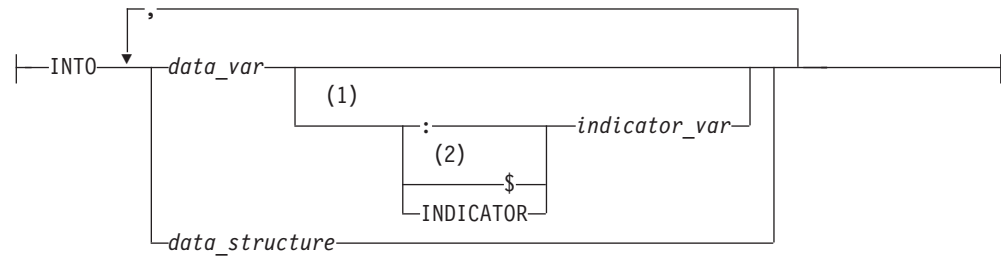 ,
INTO data_var
(1)
: indicator_var
(2)
$
INDICATOR
data_structure